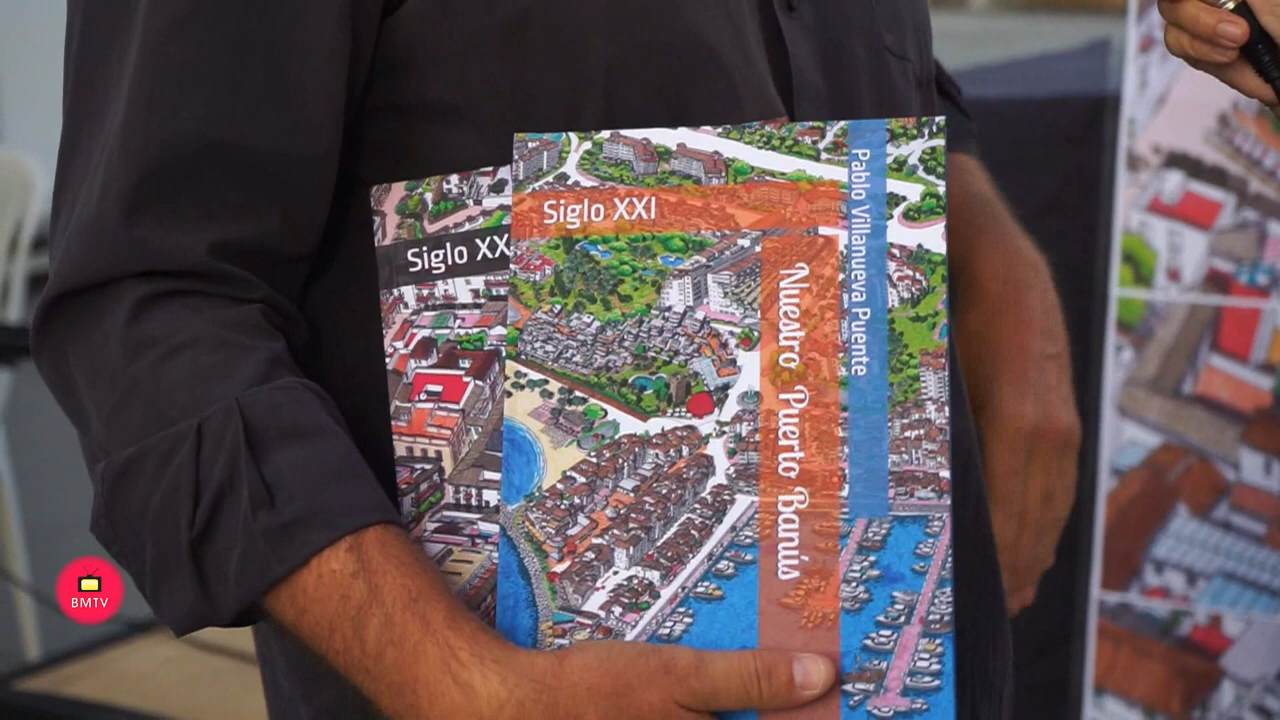 Siglo XX
Siglo XXI
Pablo Villanueva Puente
Nuestro Puerto Banús
BMTV